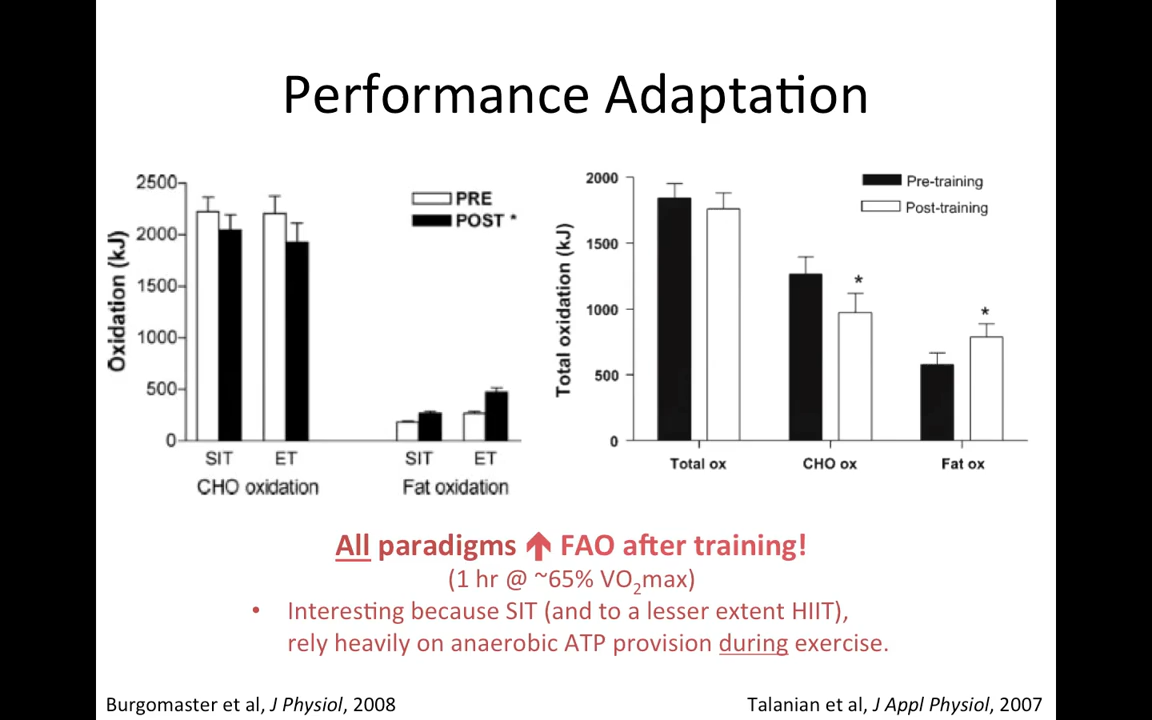 Performance Adaptation
2500
2000
1500
1000
500
0
Oxidation (kJ)
PRE
POST *
SIT
ET
SIT
ET
CHO oxidation
Fat oxidation
2000
1500
1000
500
0
Total oxidation (kJ)
Pre-training
Post-training
*
*
Total ox
CHO ox
Fat ox
All paradigms ⬆ FAO after training!
(1 hr @ ~65% VO₂max)
• Interesting because SIT (and to a lesser extent HIIT),
rely heavily on anaerobic ATP provision during exercise.
Burgomaster et al, J Physiol, 2008
Talanian et al, J Appl Physiol, 2007